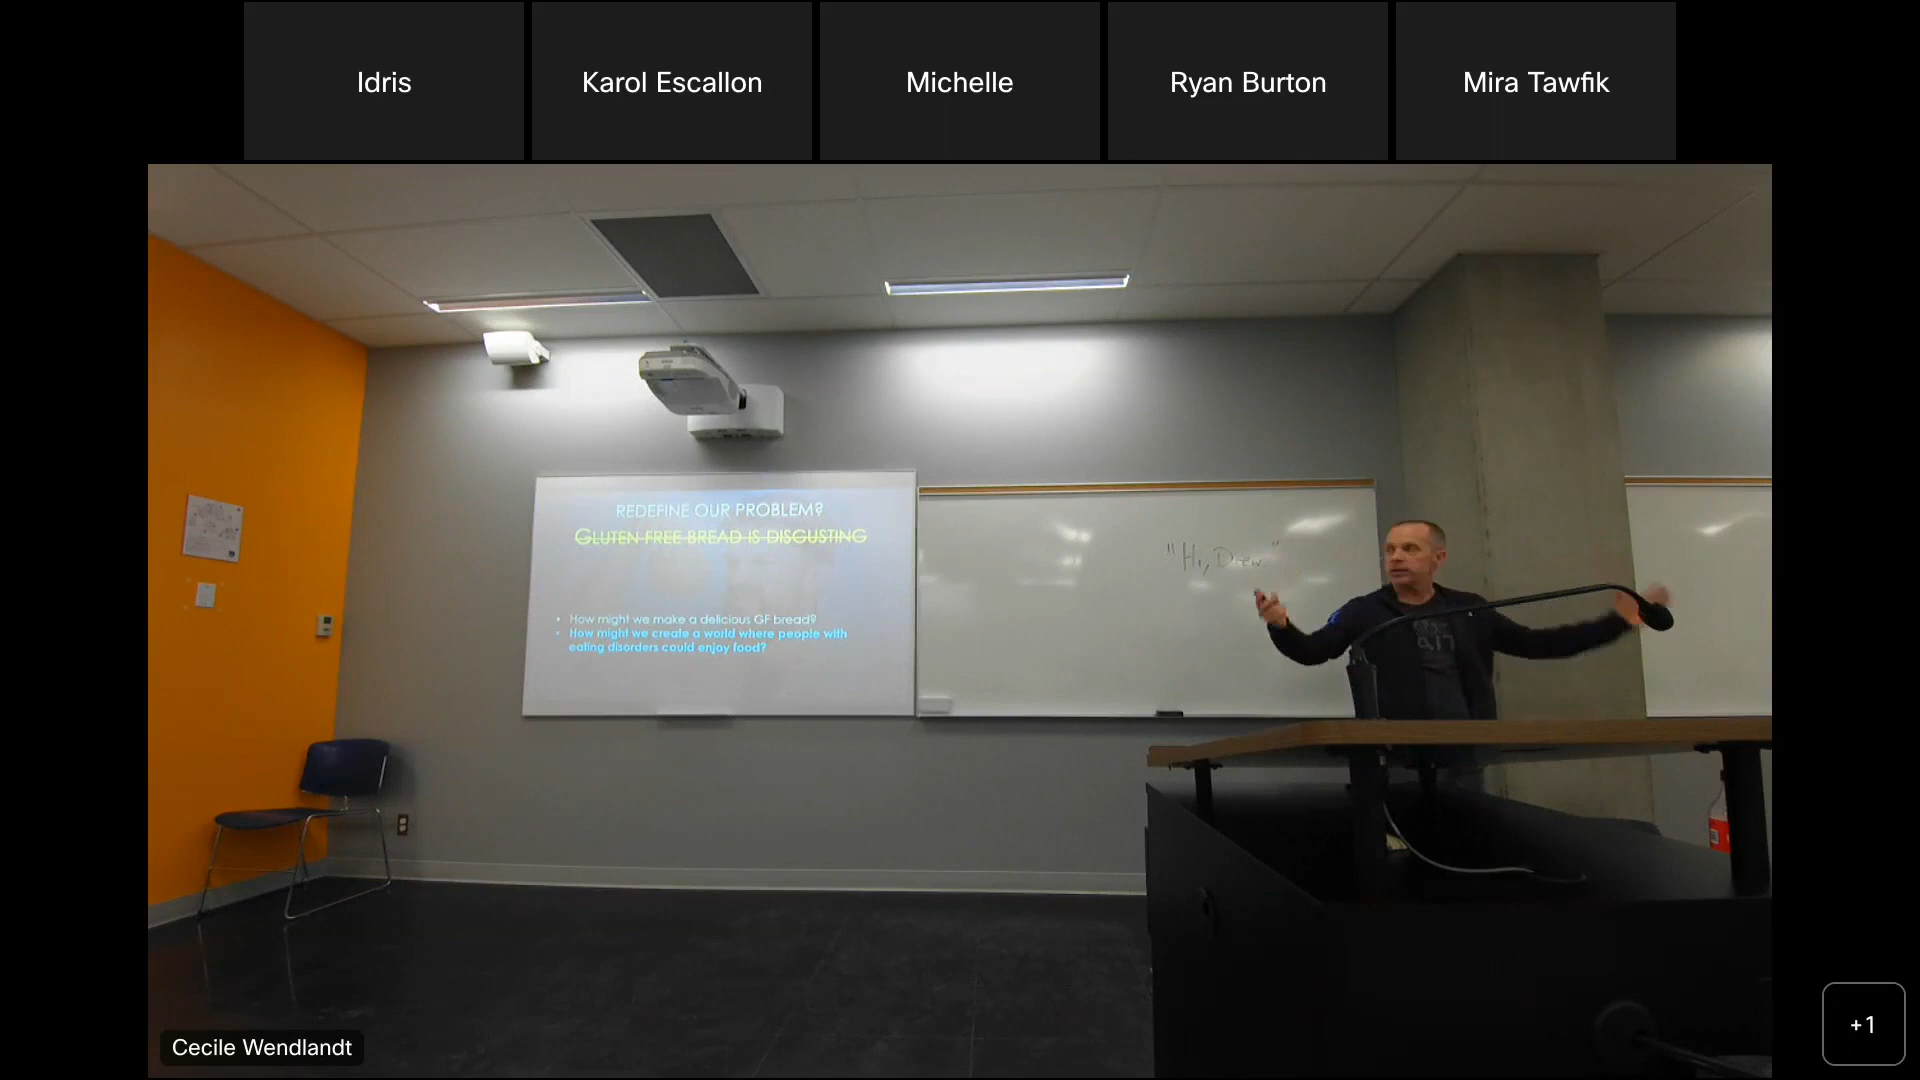 Idris
Karol Escallon
Michelle
Ryan Burton
Mira Tawfik
REDEFINE OUR PROBLEM?
GLUTEN FREE BREAD IS DISGUSTING
• How might we make a delicious GF bread?
• How might we create a world where people with
eating disorders could enjoy food?
"Hi, Drew"
Cecile Wendlandt
+1